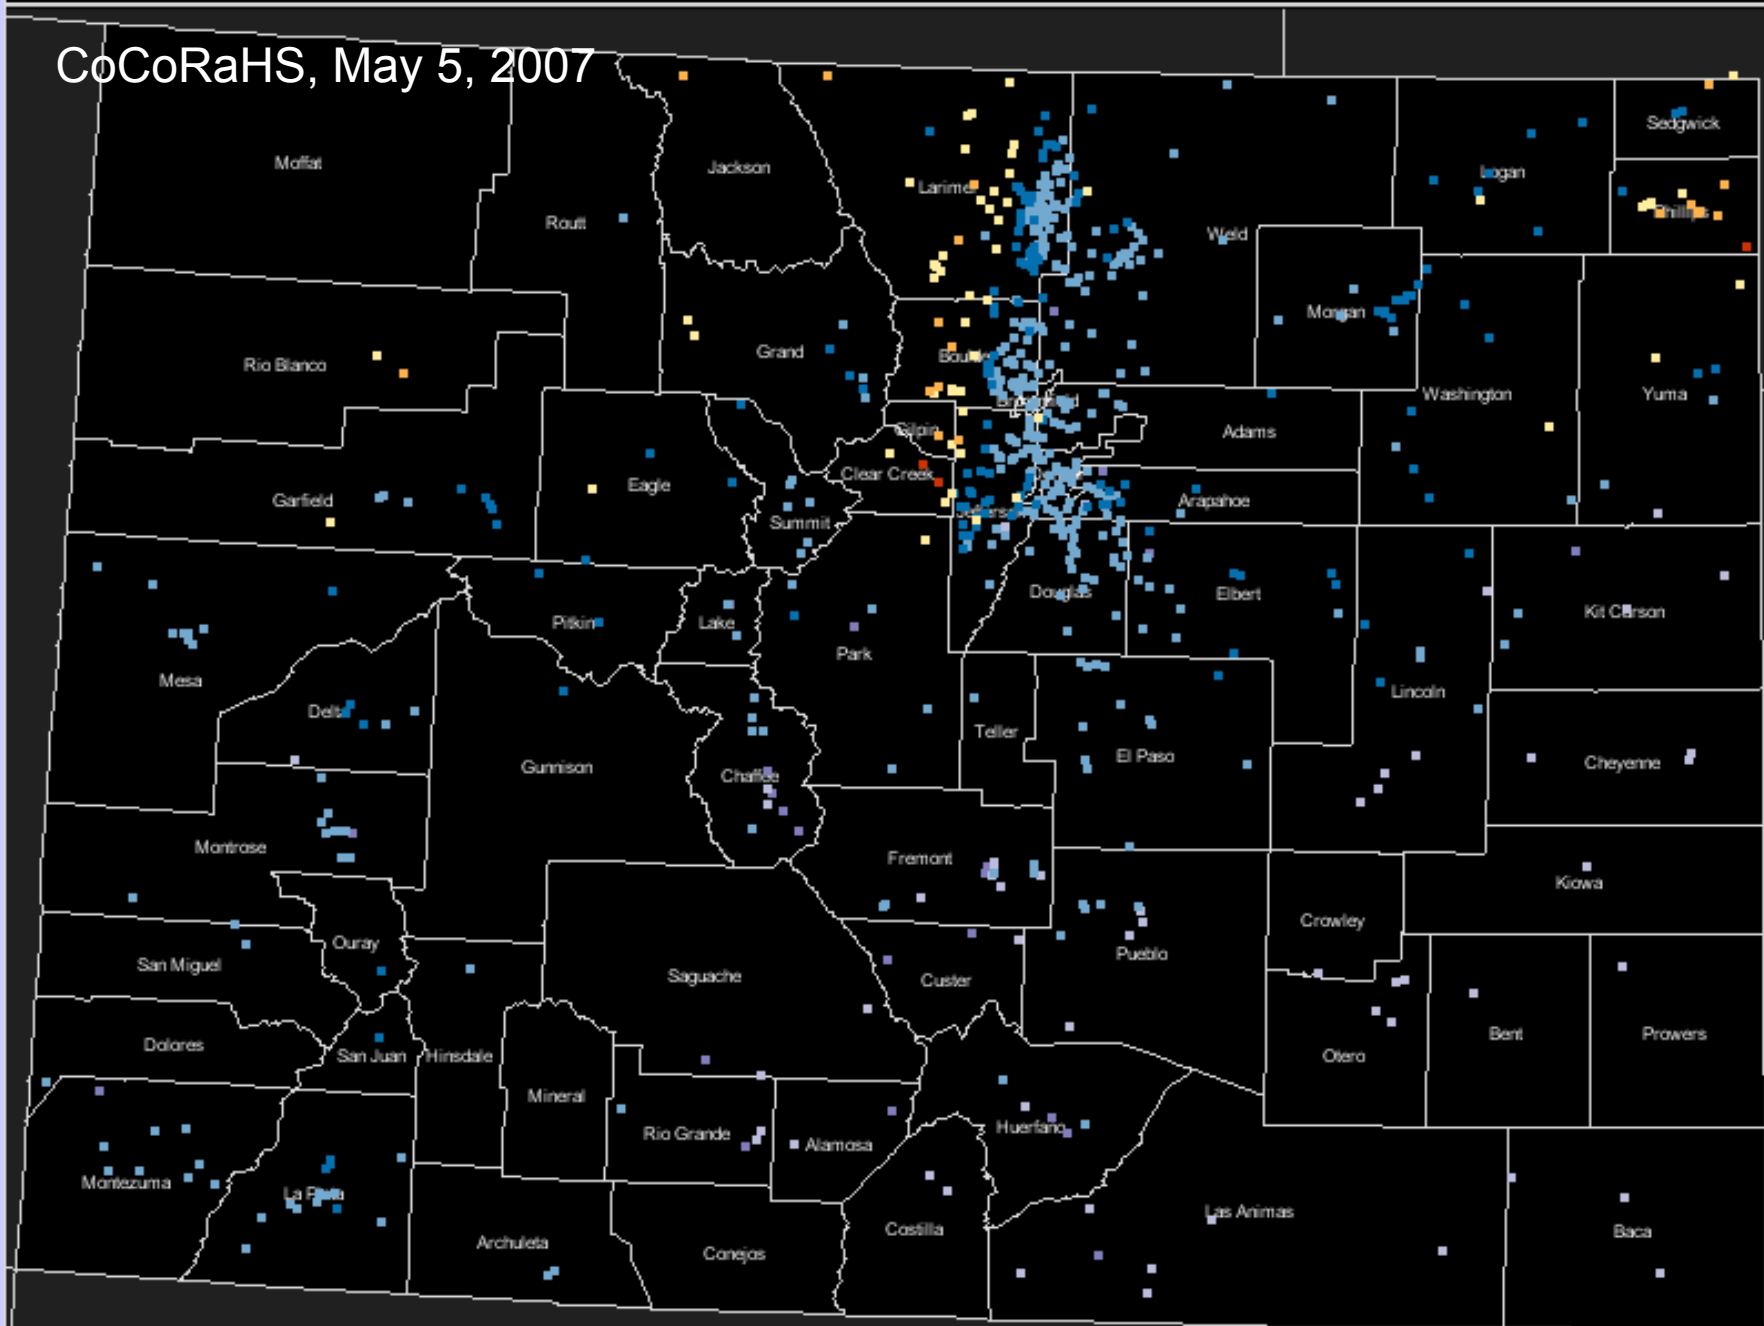 CoCoRaHS, May 5, 2007
Sedgwick
Moffat
Jackson
Logan
Larimer
Phillips
Routt
Weld
Morgan
Grand
Boulder
Rio Blanco
Washington
Yuma
Broomfield
Gilpin
Adams
Clear Creek
Eagle
Garfield
Arapahoe
Summit
Jefferson
Douglas
Elbert
Kit Carson
Pitkin
Lake
Park
Mesa
Lincoln
Delta
Teller
El Paso
Gunnison
Cheyenne
Chaffee
Montrose
Fremont
Kiowa
Crowley
Ouray
Pueblo
San Miguel
Saguache
Custer
Bent
Prowers
Dolores
San Juan
Hinsdale
Otero
Mineral
Rio Grande
Alamosa
Huerfano
Montezuma
La Plata
Las Animas
Costilla
Baca
Archuleta
Conejos